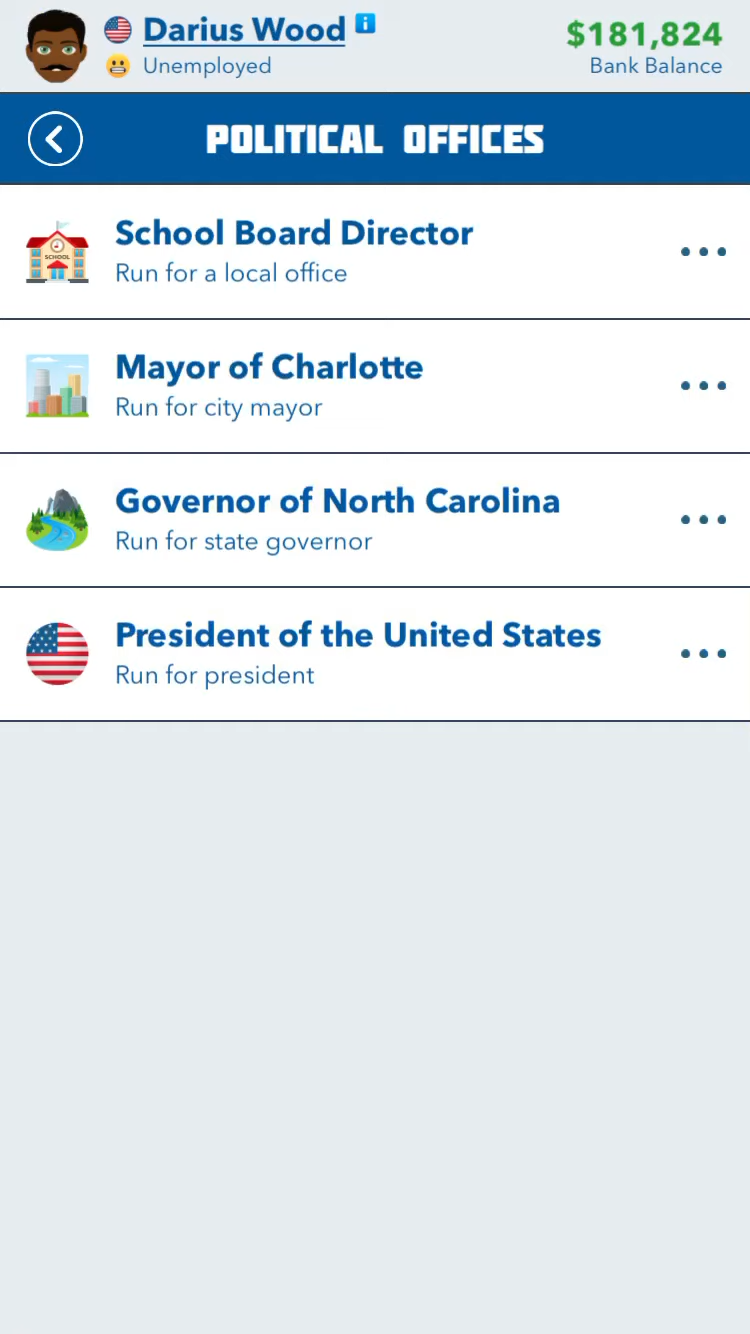 Darius Wood
Unemployed
$181,824
Bank Balance
POLITICAL OFFICES
SCHOOL
School Board Director
Run for a local office
Mayor of Charlotte
Run for city mayor
Governor of North Carolina
Run for state governor
President of the United States
Run for president